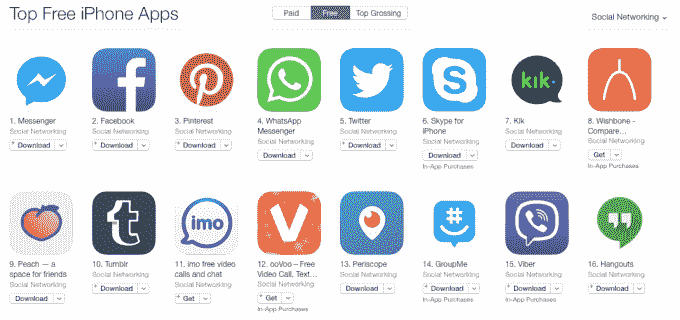 Top Free iPhone Apps
Paid Free Top Grossing
Social Networking
1. Messenger
Social Networking
Download
2. Facebook
Social Networking
Download
3. Pinterest
Social Networking
Download
4. WhatsApp
Messenger
Social Networking
Download
5. Twitter
Social Networking
Download
6. Skype for
iPhone
Social Networking
Download
In-App Purchases
kik.
7. Kik
Social Networking
Download
8. Wishbone -
Compare...
Social Networking
Get
In-App Purchases
9. Peach — a
space for friends
Social Networking
Download
10. Tumblr
Social Networking
Download
imo
11. imo free video
calls and chat
Social Networking
Get
12. ooVoo – Free
Video Call, Text...
Social Networking
Get
In-App Purchases
13. Periscope
Social Networking
Download
14. GroupMe
Social Networking
Download
In-App Purchases
15. Viber
Social Networking
Download
In-App Purchases
16. Hangouts
Social Networking
Download